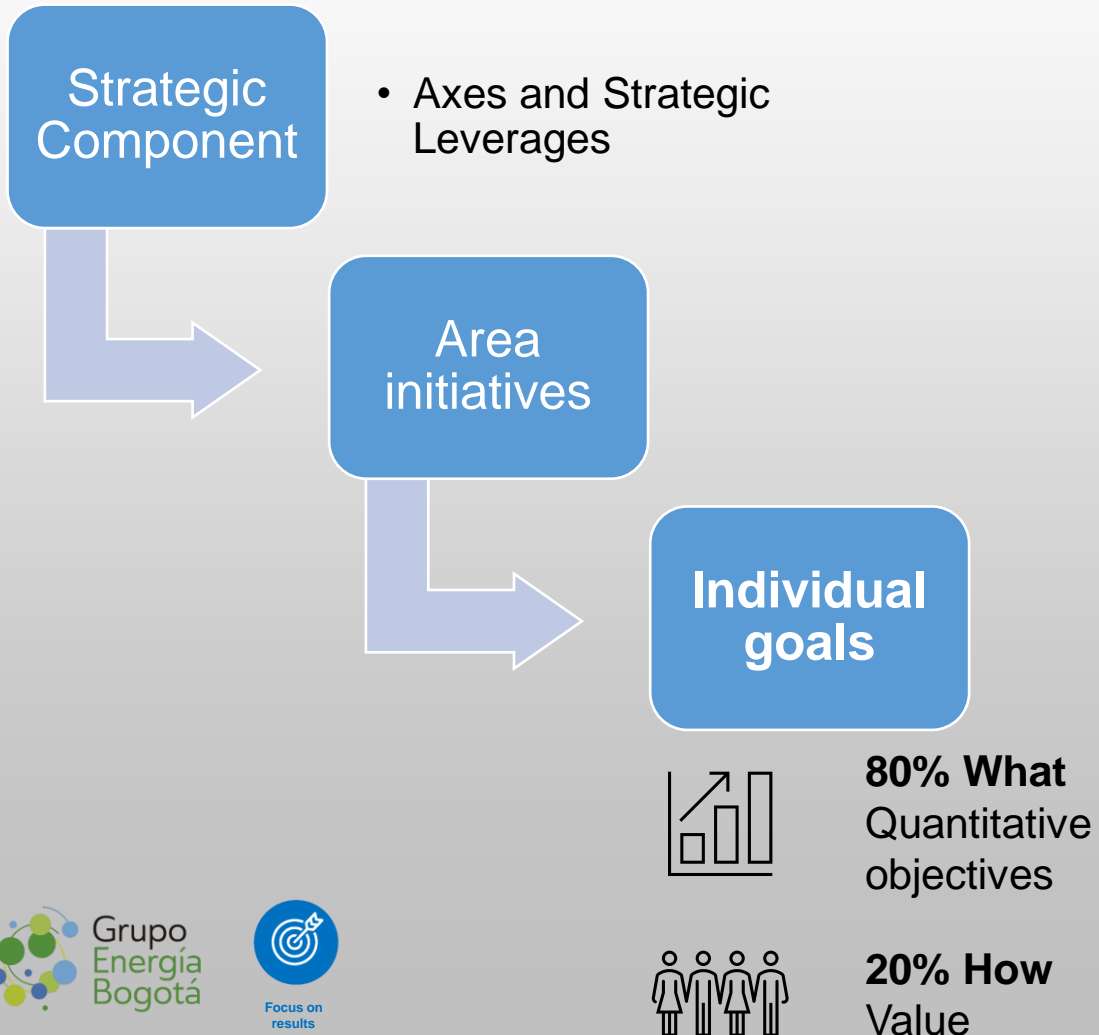 Strategic
Component
• Axes and Strategic
Leverages
Area
initiatives
Individual
goals
80% What
Quantitative
objectives
20% How
Value
Grupo
Energía
Bogotá
Focus on
results